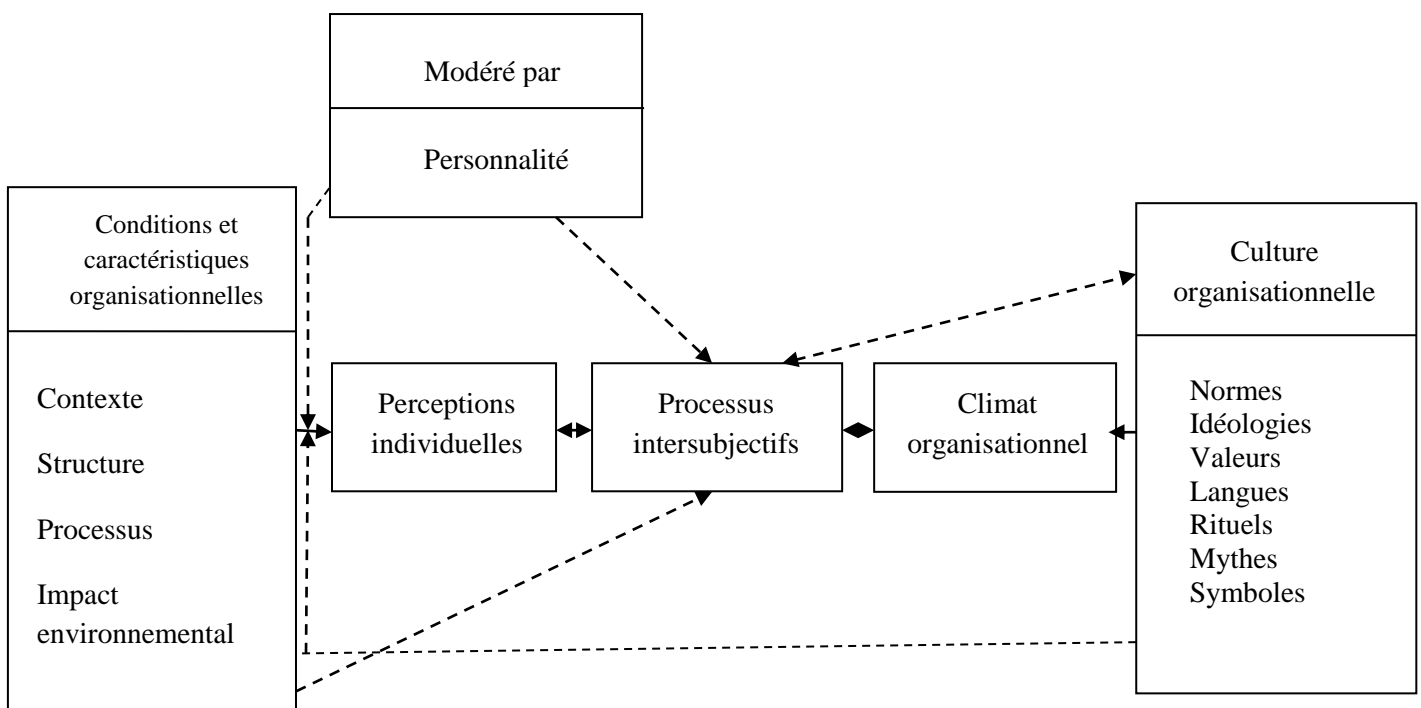 Modéré par
Personnalité
Conditions et
caractéristiques
organisationnelles
Contexte
Structure
Processus
Impact
environnemental
Perceptions
individuelles
Processus
intersubjectifs
Climat
organisationnel
Culture
organisationnelle
Normes
Idéologies
Valeurs
Langues
Rituels
Mythes
Symboles